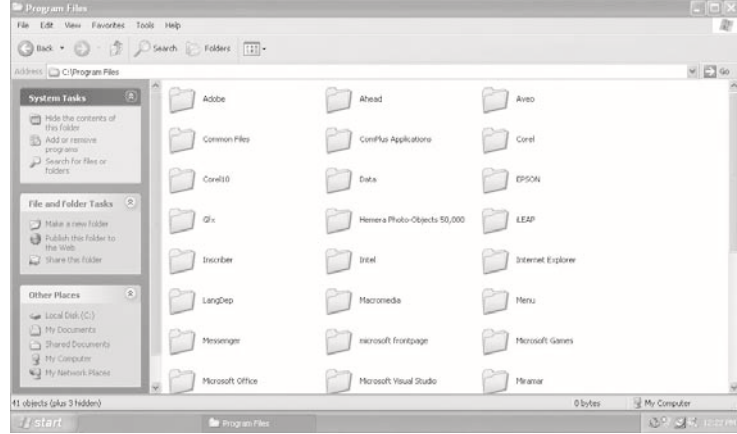 Program Files
File Edit View Favorites Tools Help
Back Search Folders
Address C:\Program Files Go
System Tasks
Hide the contents of
this folder
Add or remove
programs
Search for files or
folders
File and Folder Tasks
Make a new folder
Publish this folder to
the Web
Share this folder
Other Places
Local Disk (C:)
My Documents
Shared Documents
My Computer
My Network Places
Adobe Ahead Aveo
Common Files ComPlus Applications Corel
Corel10 Data EPSON
Gfx Hemera Photo-Objects 50,000 iLEAP
Inscriber Intel Internet Explorer
LangDep Macromedia Menu
Messenger microsoft frontpage Microsoft Games
Microsoft Office Microsoft Visual Studio Miramar
41 objects (plus 3 hidden) 0 bytes My Computer
start Program Files 12:22 PM